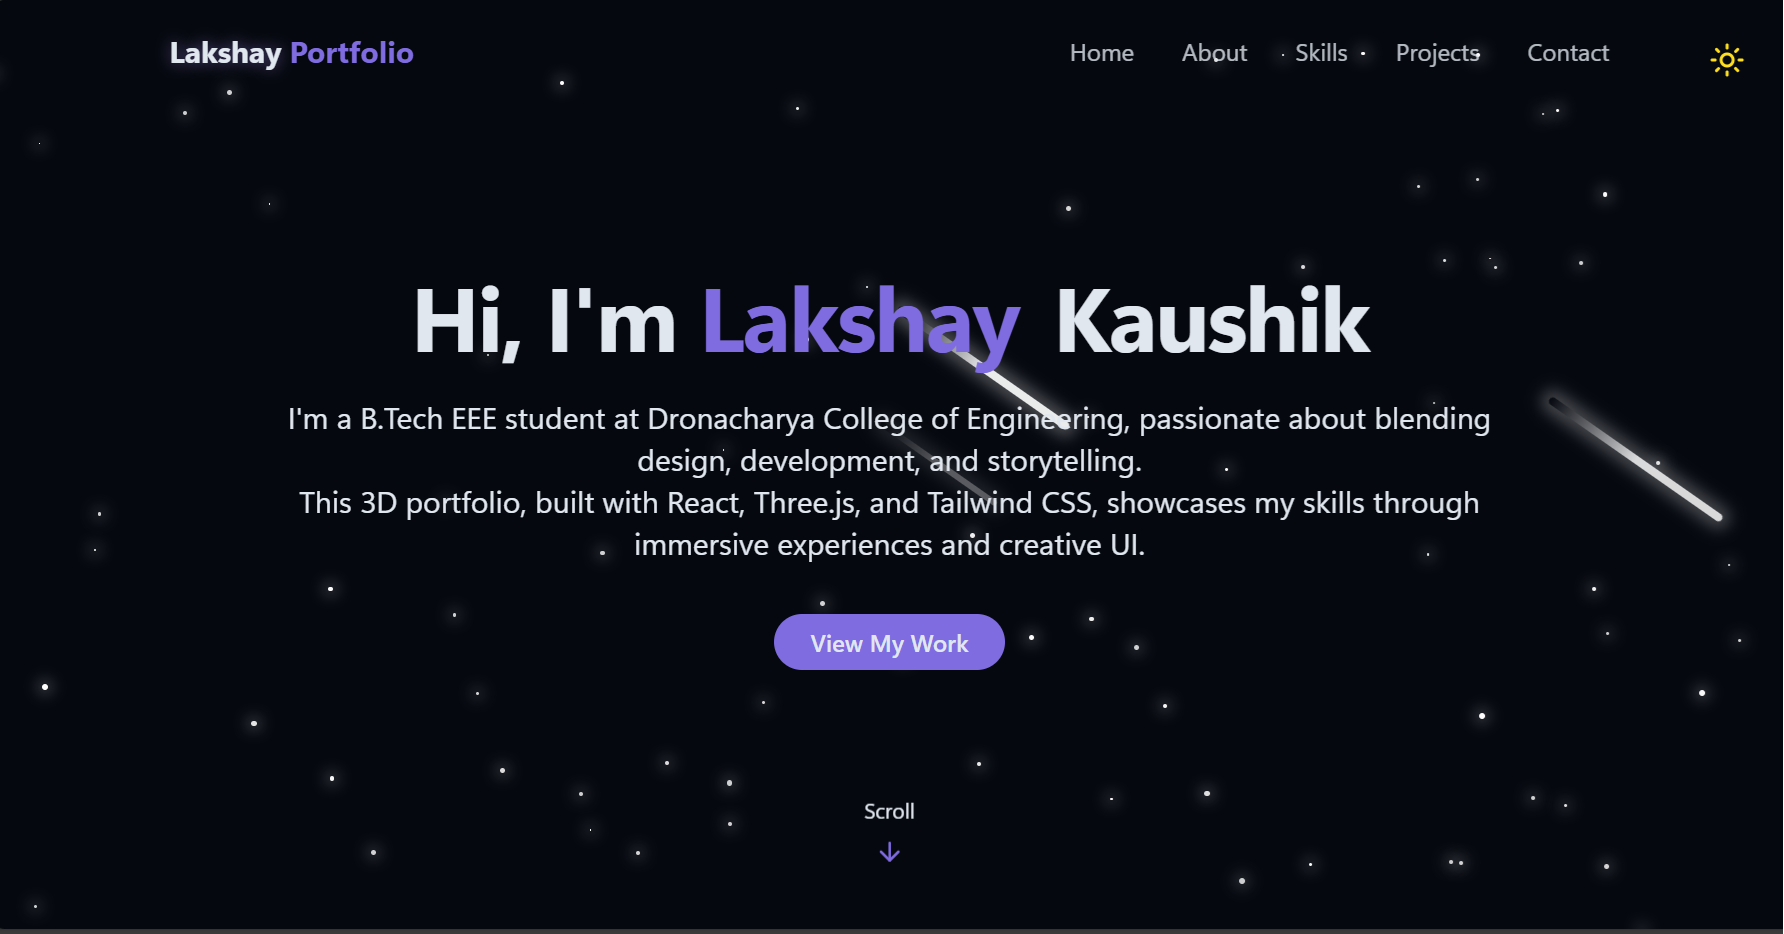 Lakshay Portfolio
Home About Skills Projects Contact
Hi, I'm Lakshay Kaushik
I'm a B.Tech EEE student at Dronacharya College of Engineering, passionate about blending
design, development, and storytelling.
This 3D portfolio, built with React, Three.js, and Tailwind CSS, showcases my skills through
immersive experiences and creative UI.
View My Work
Scroll